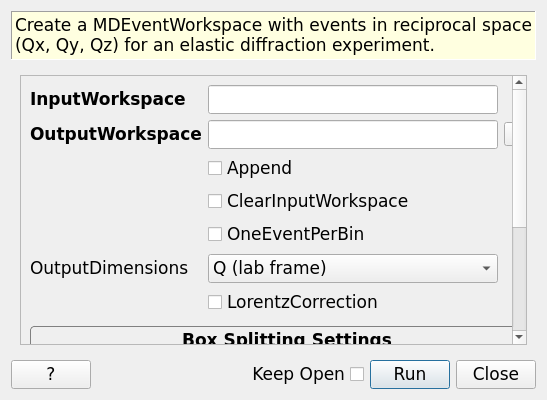 Create a MDEventWorkspace with events in reciprocal space
(Qx, Qy, Qz) for an elastic diffraction experiment.
InputWorkspace
OutputWorkspace
Append
ClearInputWorkspace
OneEventPerBin
OutputDimensions Q (lab frame)
LorentzCorrection
Box Splitting Settings
? Keep Open Run Close